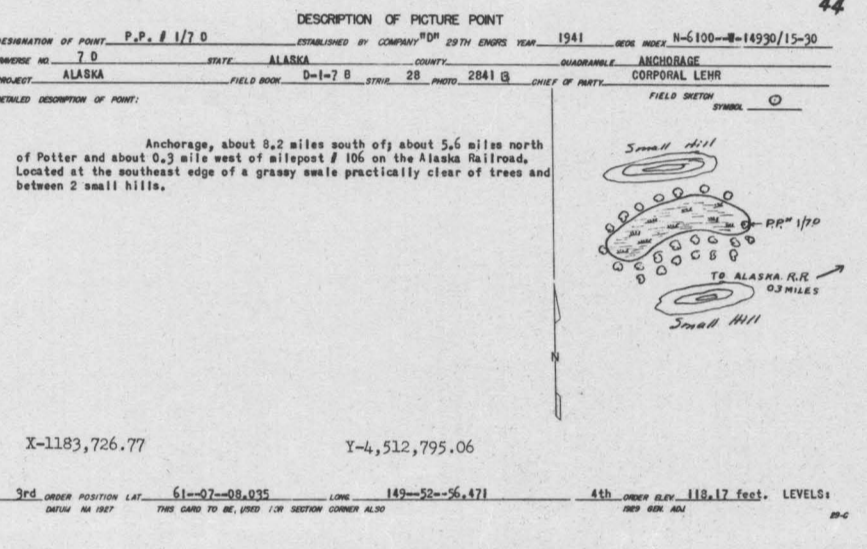 44
DESCRIPTION OF PICTURE POINT
DESIGNATION OF POINT P.P. # 1/7 D ESTABLISHED BY COMPANY "D" 29TH ENGRS YEAR 1941 GEOG INDEX N-6100--W-14930/15-30
TRAVERSE NO. 7 D STATE ALASKA COUNTY QUADRANGLE ANCHORAGE
PROJECT ALASKA FIELD BOOK D-1-7 B STRIP 28 PHOTO 2841 B CHIEF OF PARTY CORPORAL LEHR
DETAILED DESCRIPTION OF POINT:
FIELD SKETCH
SYMBOL
Anchorage, about 8.2 miles south of; about 5.6 miles north
of Potter and about 0.3 mile west of milepost # 106 on the Alaska Railroad.
Located at the southeast edge of a grassy swale practically clear of trees and
between 2 small hills.
Small Hill
P.P." 1/7D
TO ALASKA. R.R
0.3 MILES
Small Hill
N
X-1183,726.77 Y-4,512,795.06
3rd ORDER POSITION LAT 61--07--08.035 LONG 149--52--56.471 4th ORDER ELEV 118.17 feet. LEVELS:
DATUM NA 1927 THIS CARD TO BE USED FOR SECTION CORNER ALSO 1929 GEN. ADJ
29-C